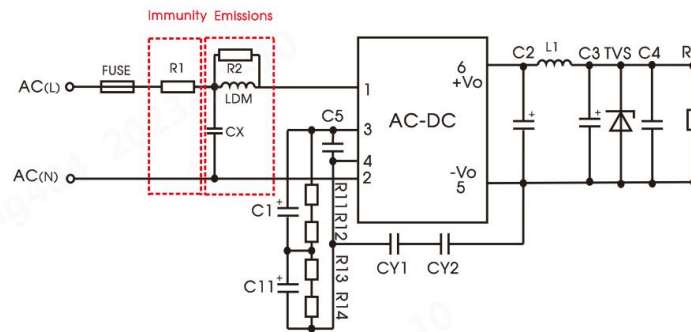 Immunity Emissions
FUSE
R1
R2
LDM
CX
AC(L)
AC(N)
C5
1
3
4
2
AC-DC
6
+Vo
-Vo
5
C2
L1
C3
TVS
C4
R
C1
C11
R11
R12
R13
R14
CY1
CY2